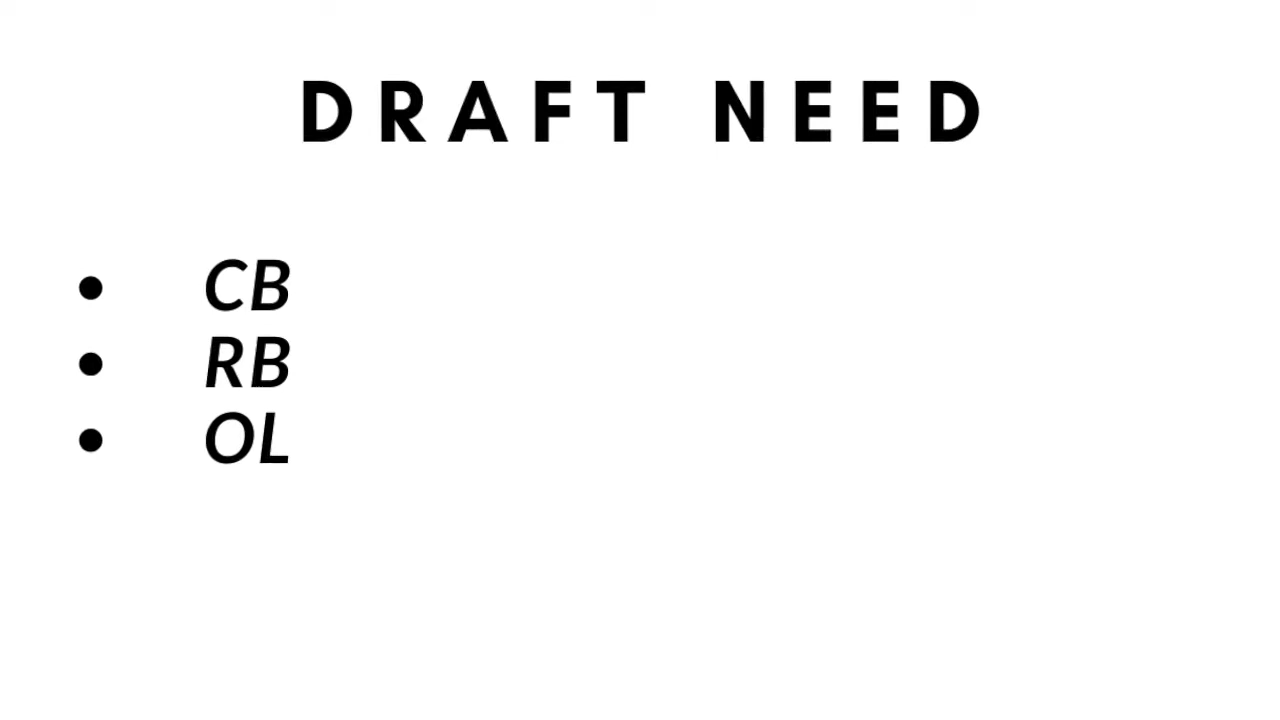 DRAFT NEED
• CB
• RB
• OL